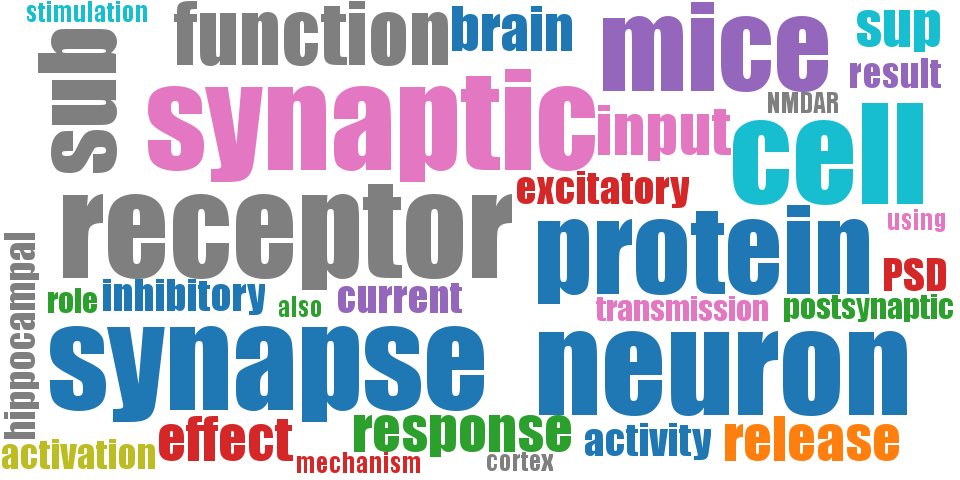 stimulation
function
brain
mice
sup
sub
result
NMDAR
synaptic
input
cell
excitatory
receptor
protein
using
hippocampal
PSD
role
inhibitory
also
current
transmission
postsynaptic
synapse
neuron
response
effect
activity
release
activation
mechanism
cortex